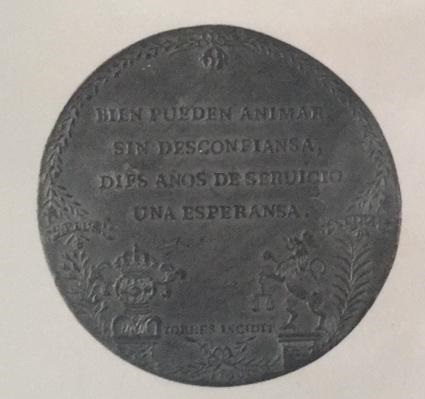 BIEN PUEDEN ANIMAR,
SIN DESCONFIANSA,
DIES AÑOS DE SERUICIO
UNA ESPERANSA.
TORRES INCIDIT